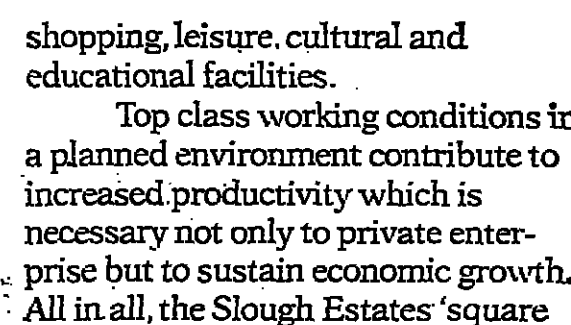 shopping, leisure, cultural and
educational facilities.
Top class working conditions in
a planned environment contribute to
increased productivity which is
necessary not only to private enter-
prise but to sustain economic growth.
All in all, the Slough Estates 'square